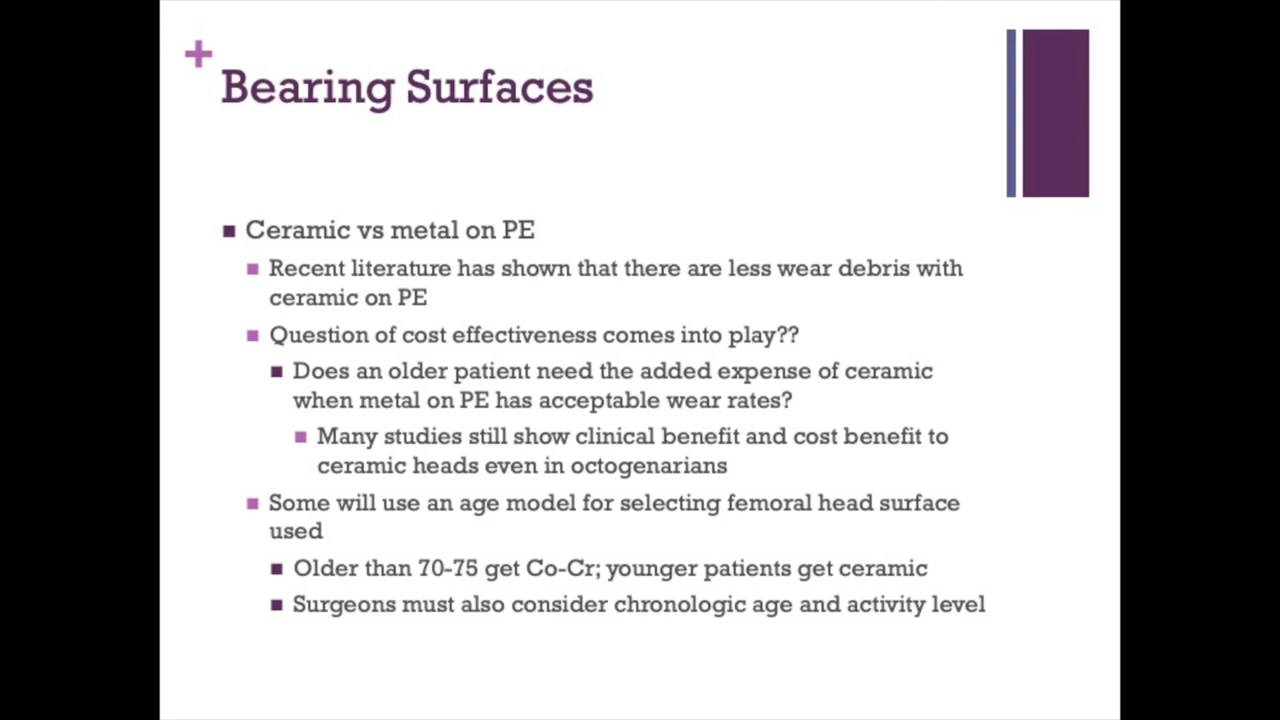 Bearing Surfaces
Ceramic vs metal on PE
Recent literature has shown that there are less wear debris with
ceramic on PE
Question of cost effectiveness comes into play??
Does an older patient need the added expense of ceramic
when metal on PE has acceptable wear rates?
Many studies still show clinical benefit and cost benefit to
ceramic heads even in octogenarians
Some will use an age model for selecting femoral head surface
used
Older than 70-75 get Co-Cr; younger patients get ceramic
Surgeons must also consider chronologic age and activity level